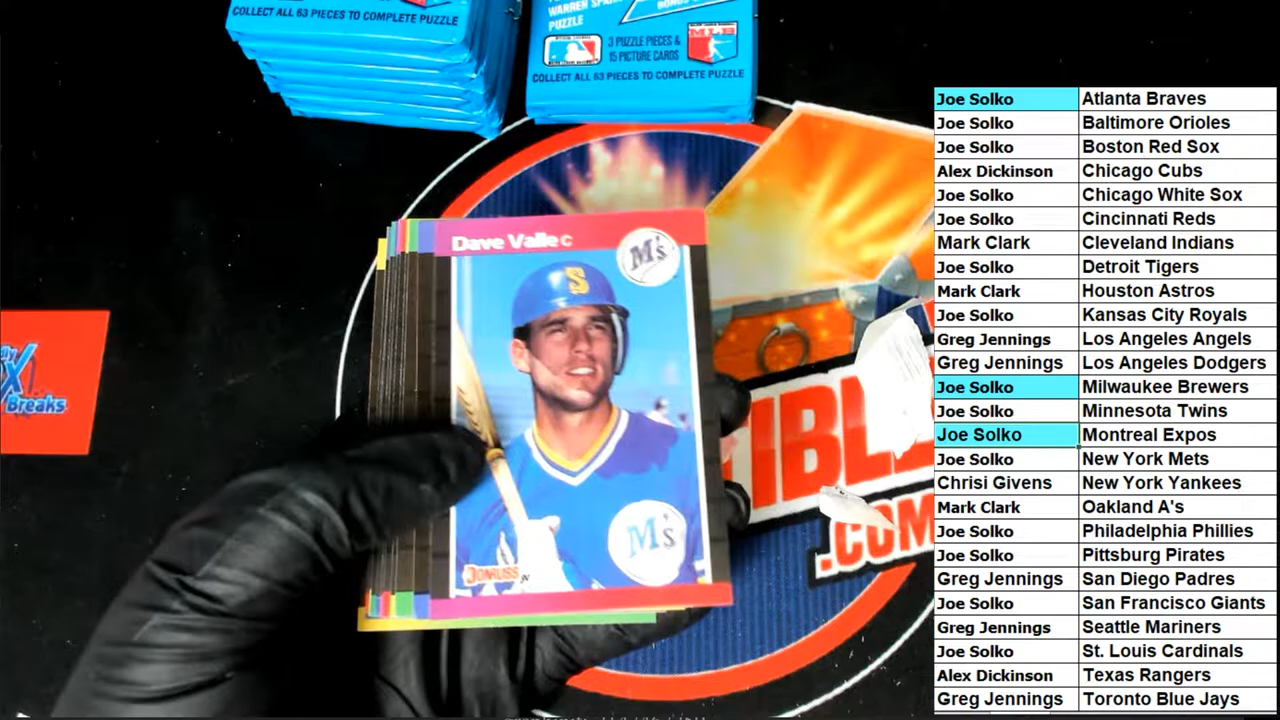 COLLECT ALL 63 PIECES TO COMPLETE PUZZLE
WARREN SPAHN
PUZZLE
3 PUZZLE PIECES &
15 PICTURE CARDS
MLB
COLLECT ALL 63 PIECES TO COMPLETE PUZZLE
Dave Valle C
M's
S
M's
DONRUSS '89
X
Breaks
IBLE
.COM
Joe Solko Atlanta Braves
Joe Solko Baltimore Orioles
Joe Solko Boston Red Sox
Alex Dickinson Chicago Cubs
Joe Solko Chicago White Sox
Joe Solko Cincinnati Reds
Mark Clark Cleveland Indians
Joe Solko Detroit Tigers
Mark Clark Houston Astros
Joe Solko Kansas City Royals
Greg Jennings Los Angeles Angels
Greg Jennings Los Angeles Dodgers
Joe Solko Milwaukee Brewers
Joe Solko Minnesota Twins
Joe Solko Montreal Expos
Joe Solko New York Mets
Chrisi Givens New York Yankees
Mark Clark Oakland A's
Joe Solko Philadelphia Phillies
Joe Solko Pittsburg Pirates
Greg Jennings San Diego Padres
Joe Solko San Francisco Giants
Greg Jennings Seattle Mariners
Joe Solko St. Louis Cardinals
Alex Dickinson Texas Rangers
Greg Jennings Toronto Blue Jays